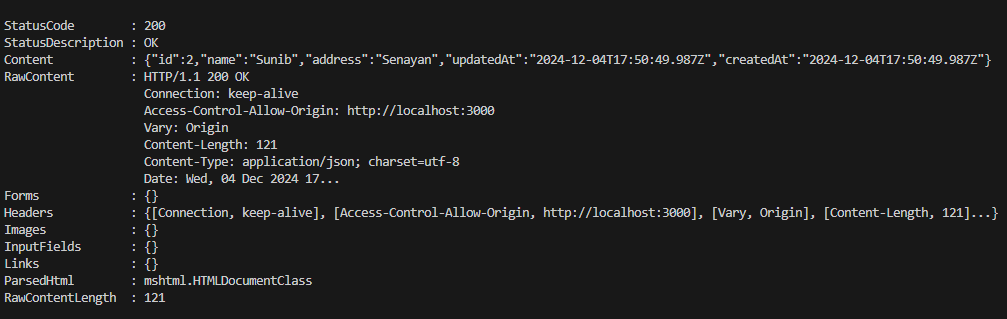 StatusCode        : 200
StatusDescription : OK
Content           : {"id":2,"name":"Sunib","address":"Senayan","updatedAt":"2024-12-04T17:50:49.987Z","createdAt":"2024-12-04T17:50:49.987Z"}
RawContent        : HTTP/1.1 200 OK
                    Connection: keep-alive
                    Access-Control-Allow-Origin: http://localhost:3000
                    Vary: Origin
                    Content-Length: 121
                    Content-Type: application/json; charset=utf-8
                    Date: Wed, 04 Dec 2024 17...
Forms             : {}
Headers           : {[Connection, keep-alive], [Access-Control-Allow-Origin, http://localhost:3000], [Vary, Origin], [Content-Length, 121]...}
Images            : {}
InputFields       : {}
Links             : {}
ParsedHtml        : mshtml.HTMLDocumentClass
RawContentLength  : 121